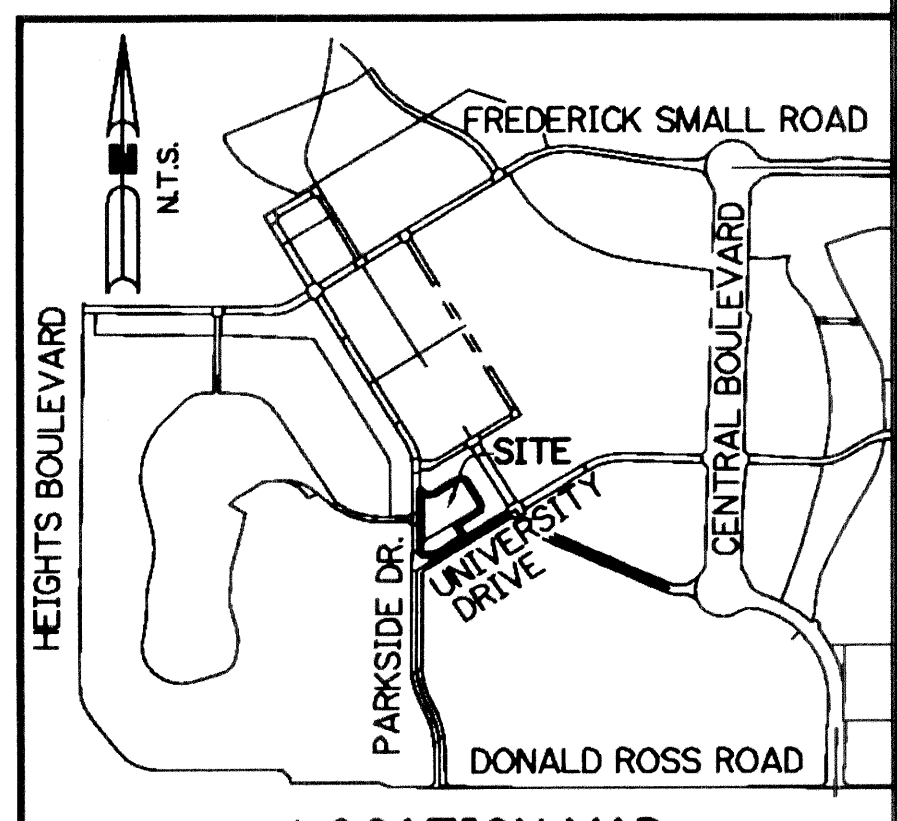 FREDERICK SMALL ROAD
N.T.S.
CENTRAL BOULEVARD
HEIGHTS BOULEVARD
SITE
UNIVERSITY
DRIVE
PARKSIDE DR.
DONALD ROSS ROAD